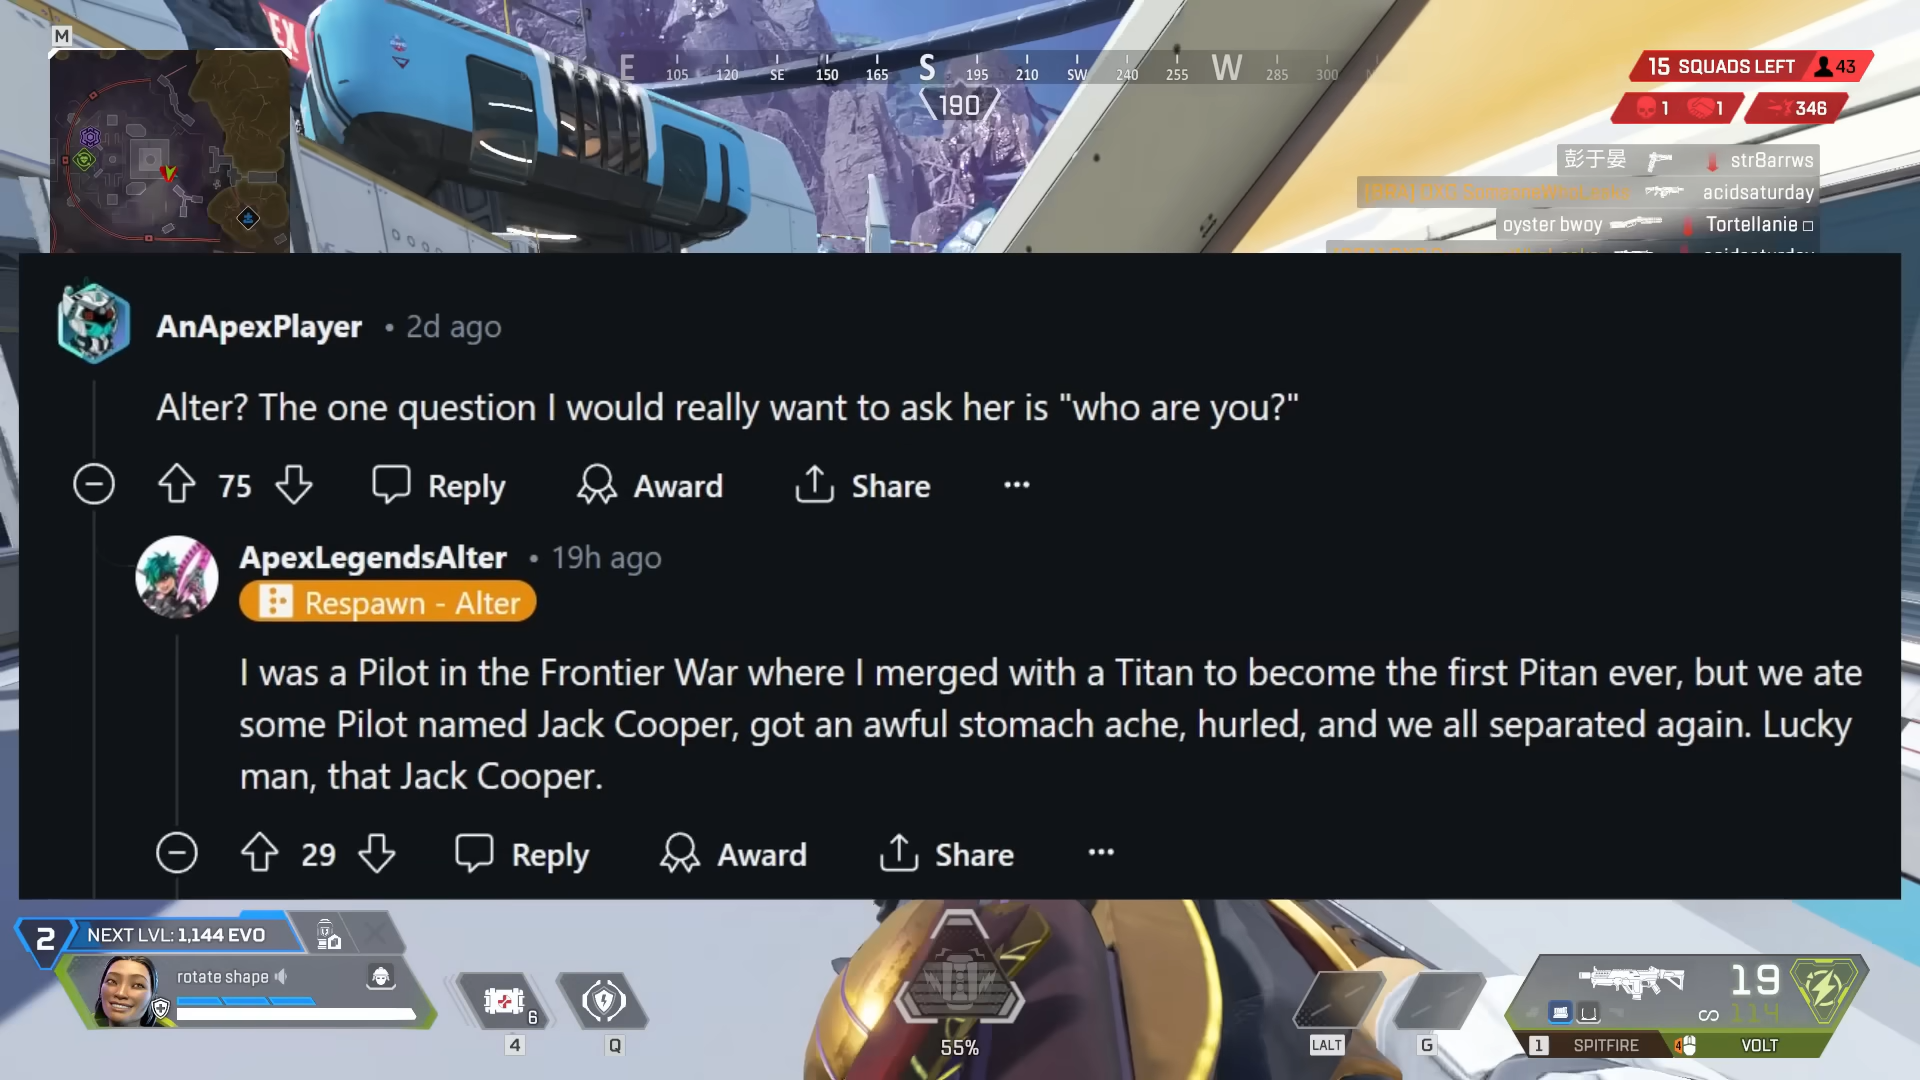 M
EX
E 105 120 SE 150 165 S 195 210 SW 240 255 W 285 300
190
15 SQUADS LEFT 43
1 1 346
彭于晏 str8arrws
acidsaturday
oyster bwoy Tortellanie □
AnApexPlayer • 2d ago
Alter? The one question I would really want to ask her is "who are you?"
75 Reply Award Share ...
ApexLegendsAlter • 19h ago
Respawn - Alter
I was a Pilot in the Frontier War where I merged with a Titan to become the first Pitan ever, but we ate
some Pilot named Jack Cooper, got an awful stomach ache, hurled, and we all separated again. Lucky
man, that Jack Cooper.
29 Reply Award Share ...
2 NEXT LVL: 1,144 EVO
rotate shape
6
4 Q
55%
LALT G
19
114
1 SPITFIRE 4 VOLT